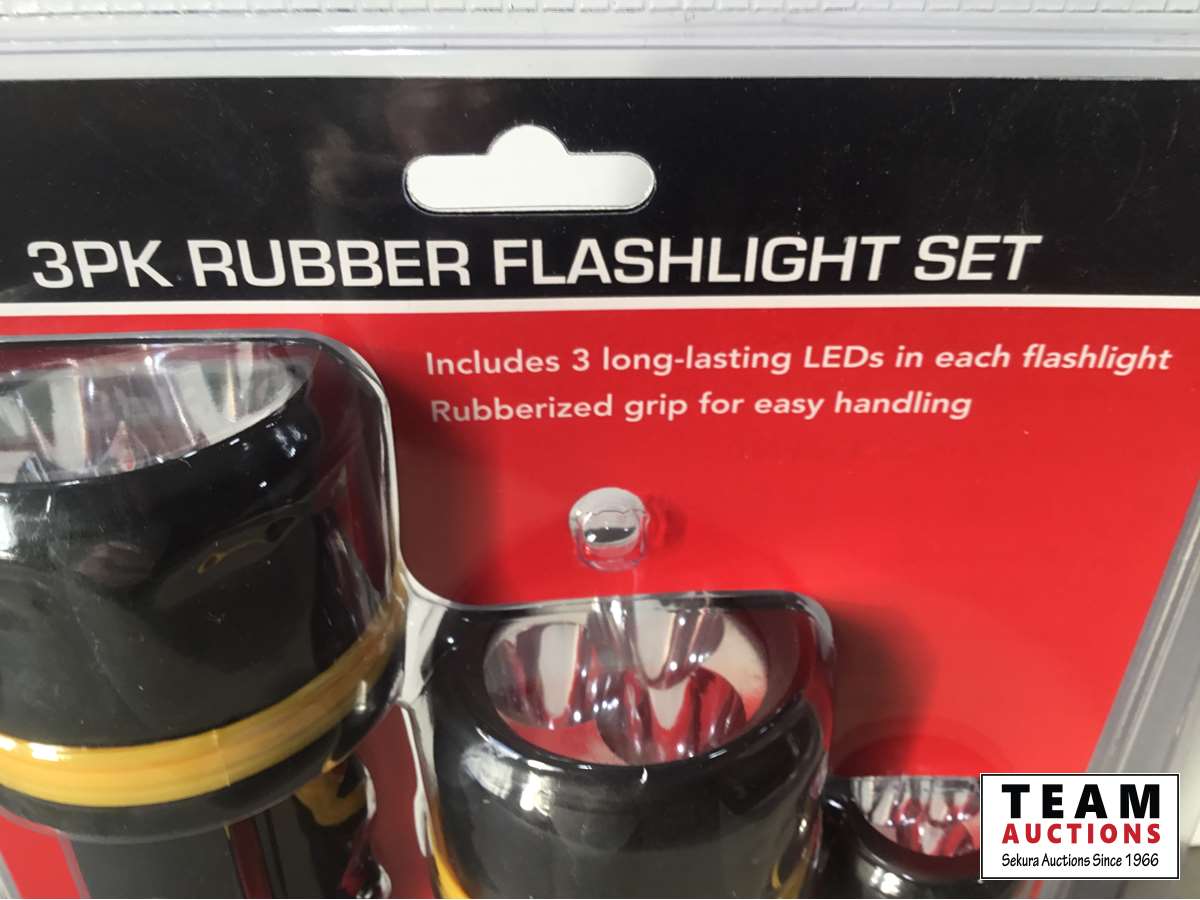 3PK RUBBER FLASHLIGHT SET
Includes 3 long-lasting LEDs in each flashlight
Rubberized grip for easy handling
TEAM
AUCTIONS
Sekura Auctions Since 1966